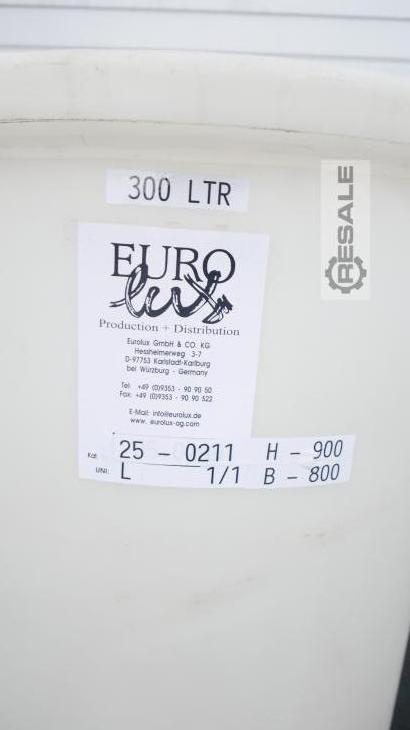 300 LTR
RESALE
EURO
lux
Production + Distribution
Eurolux GmbH & CO. KG
Hessheimerweg 3-7
D-97753 Karlstadt-Karlburg
bei Würzburg - Germany
Tel: +49 (0)9353 - 90 90 50
Fax: +49 (0)9353 - 90 90 522
E-Mail: info@eurolux.de
www. eurolux-ag.com
Kat: 25 - 0211 H - 900
UNI: L 1/1 B - 800